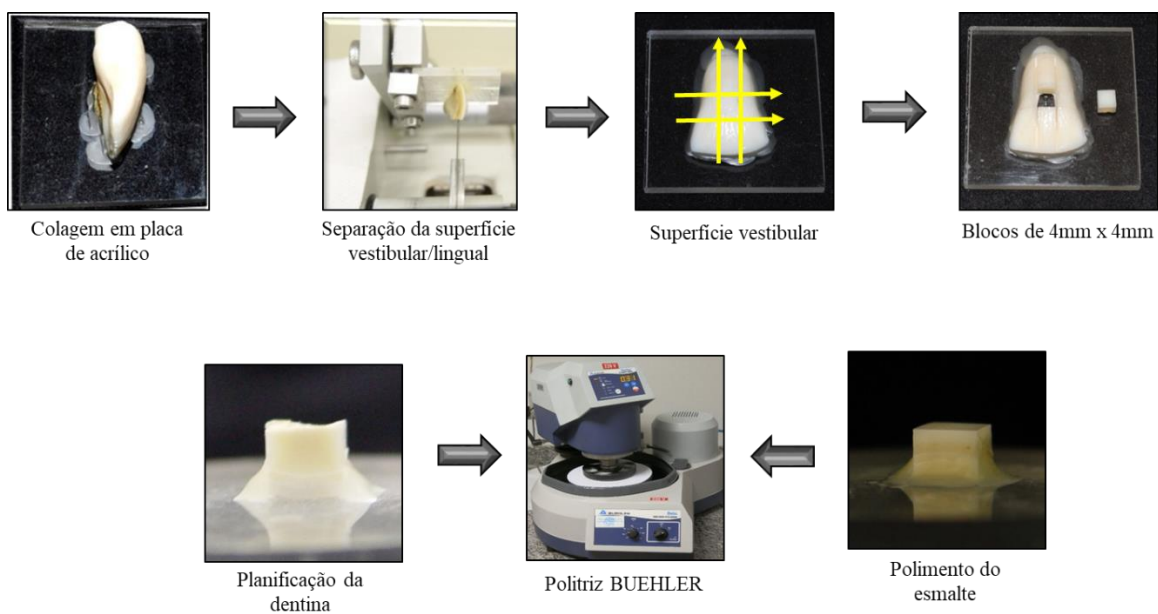 Colagem em placa
de acrílico
Separação da superfície
vestibular/lingual
Superfície vestibular
Blocos de 4mm x 4mm
Planificação da
dentina
Politriz BUEHLER
Polimento do
esmalte